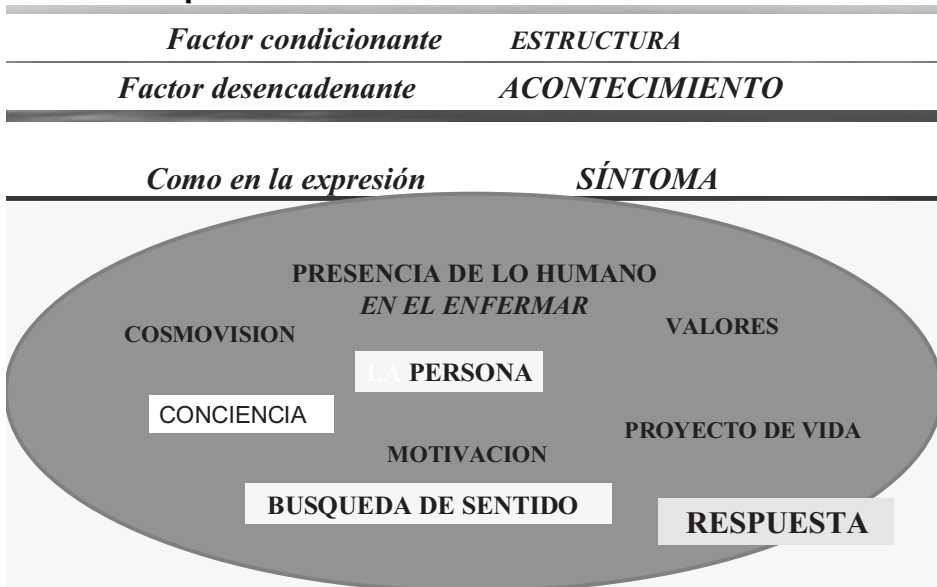 Factor condicionante ESTRUCTURA
Factor desencadenante ACONTECIMIENTO
Como en la expresión SÍNTOMA
PRESENCIA DE LO HUMANO
EN EL ENFERMAR
COSMOVISION
VALORES
LA PERSONA
CONCIENCIA
PROYECTO DE VIDA
MOTIVACION
BUSQUEDA DE SENTIDO
RESPUESTA